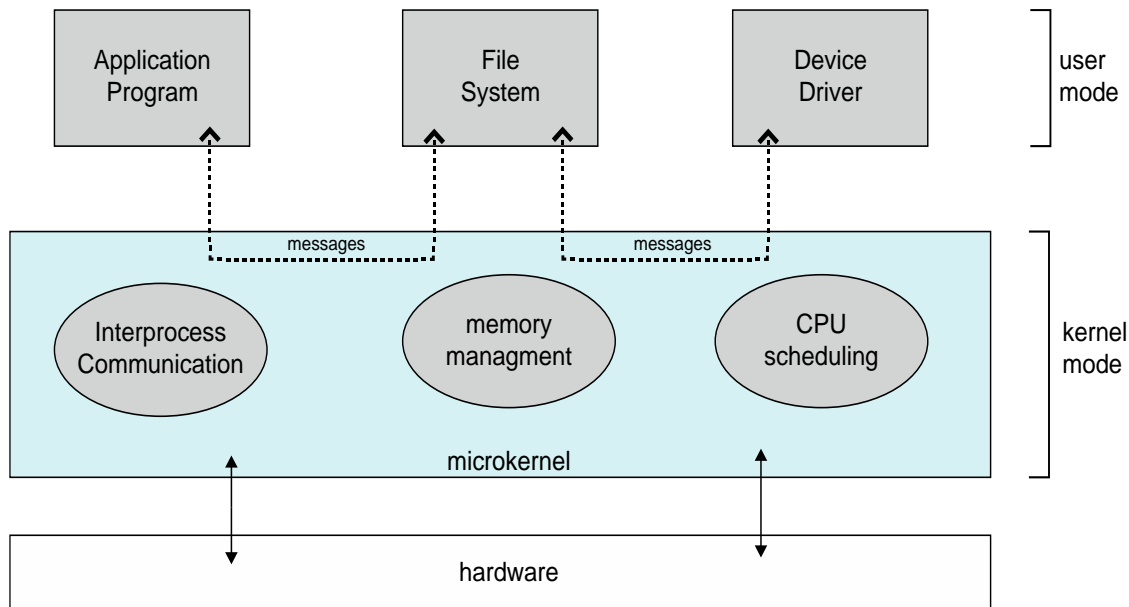 Application
Program
File
System
Device
Driver
user
mode
messages
messages
Interprocess
Communication
memory
managment
CPU
scheduling
kernel
mode
microkernel
hardware